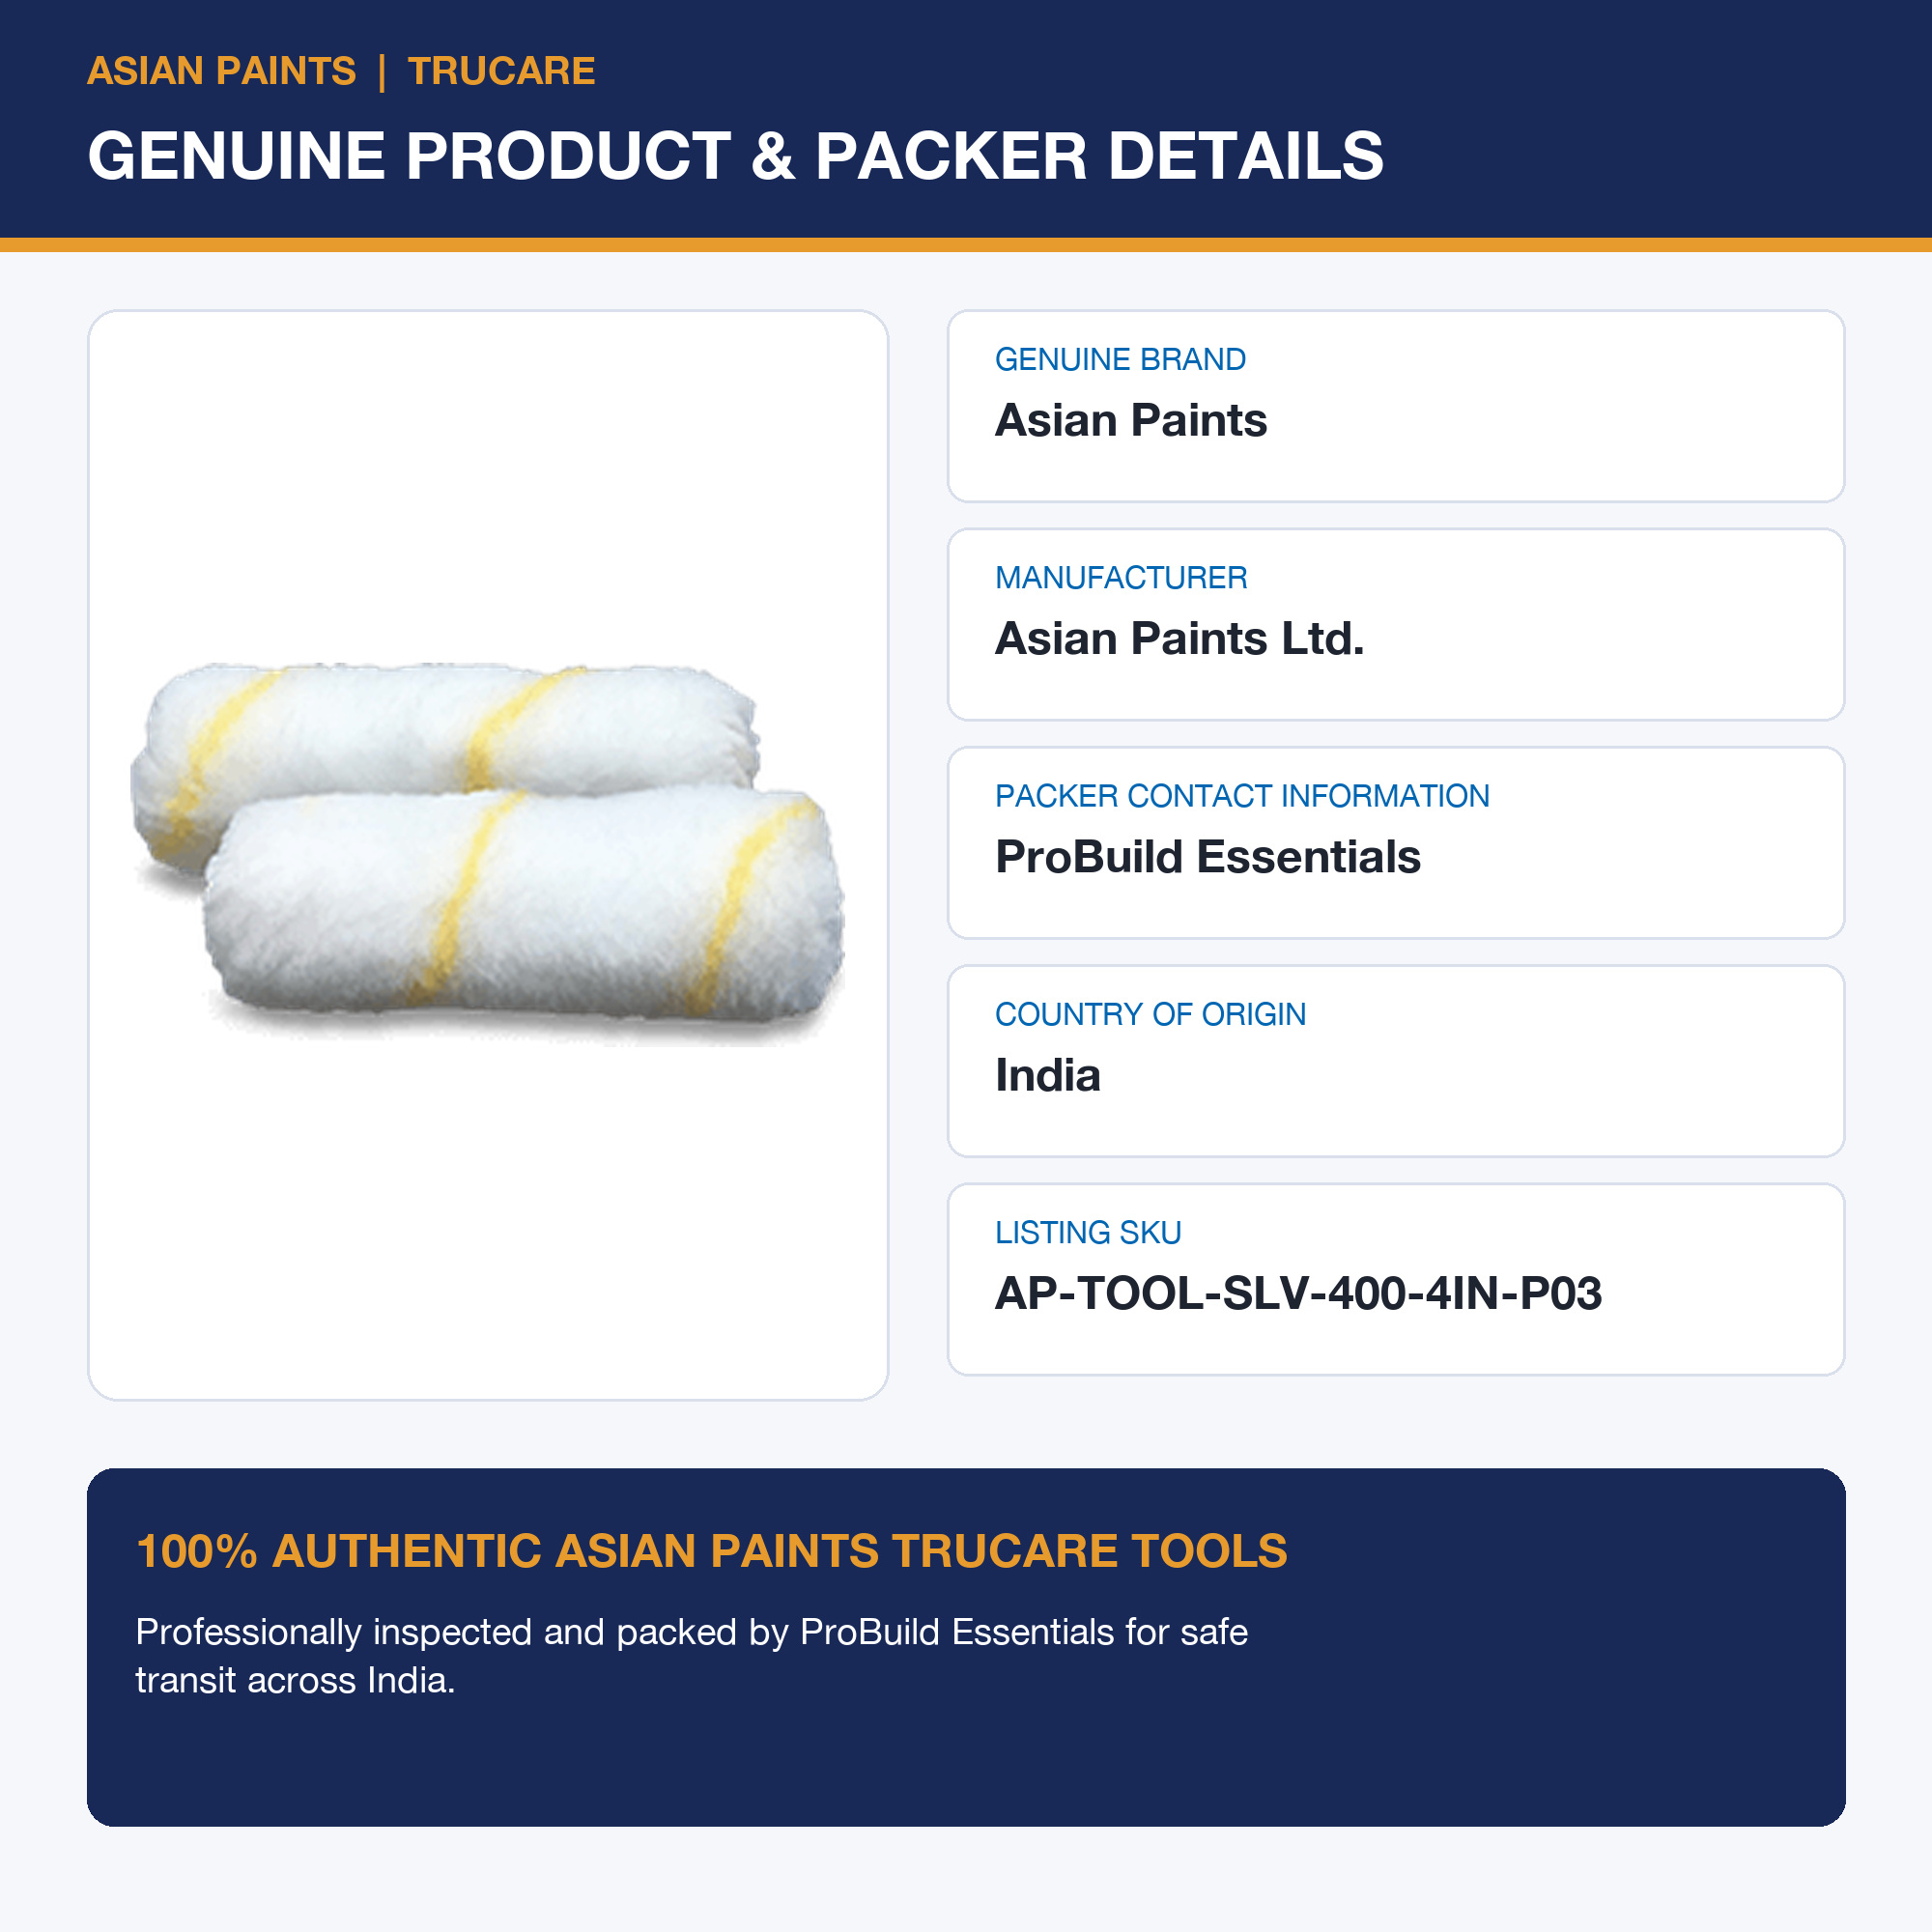 ASIAN PAINTS | TRUCARE
GENUINE PRODUCT & PACKER DETAILS
GENUINE BRAND
Asian Paints
MANUFACTURER
Asian Paints Ltd.
PACKER CONTACT INFORMATION
ProBuild Essentials
COUNTRY OF ORIGIN
India
LISTING SKU
AP-TOOL-SLV-400-4IN-P03
100% AUTHENTIC ASIAN PAINTS TRUCARE TOOLS
Professionally inspected and packed by ProBuild Essentials for safe
transit across India.